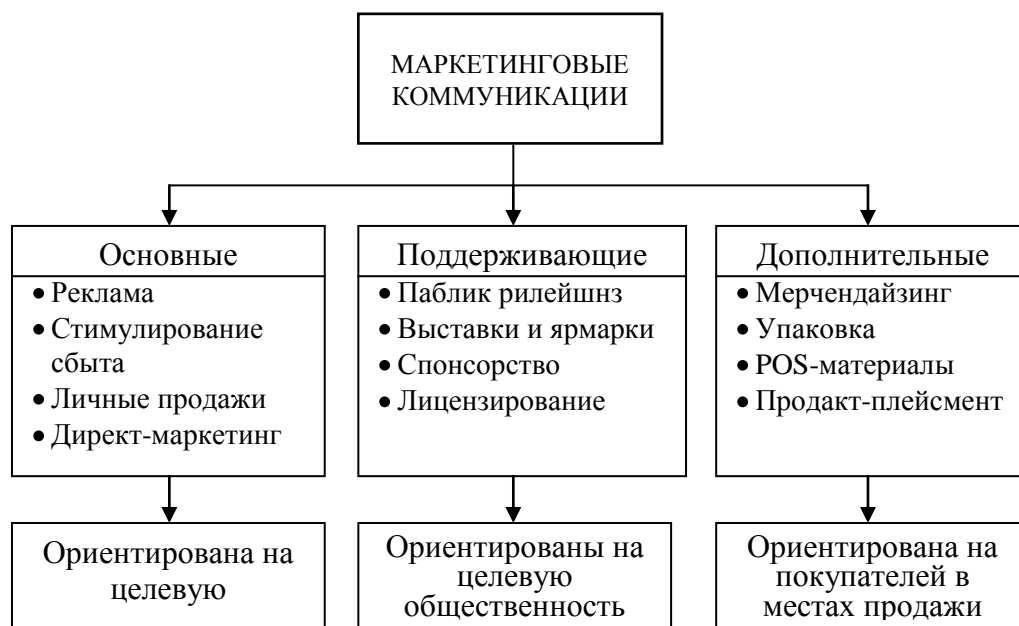 МАРКЕТИНГОВЫЕ
КОММУНИКАЦИИ
Основные
• Реклама
• Стимулирование
сбыта
• Личные продажи
• Директ-маркетинг
Поддерживающие
• Паблик рилейшнз
• Выставки и ярмарки
• Спонсорство
• Лицензирование
Дополнительные
• Мерчендайзинг
• Упаковка
• POS-материалы
• Продакт-плейсмент
Ориентирована на
целевую
Ориентированы на
целевую
общественность
Ориентирована на
покупателей в
местах продажи